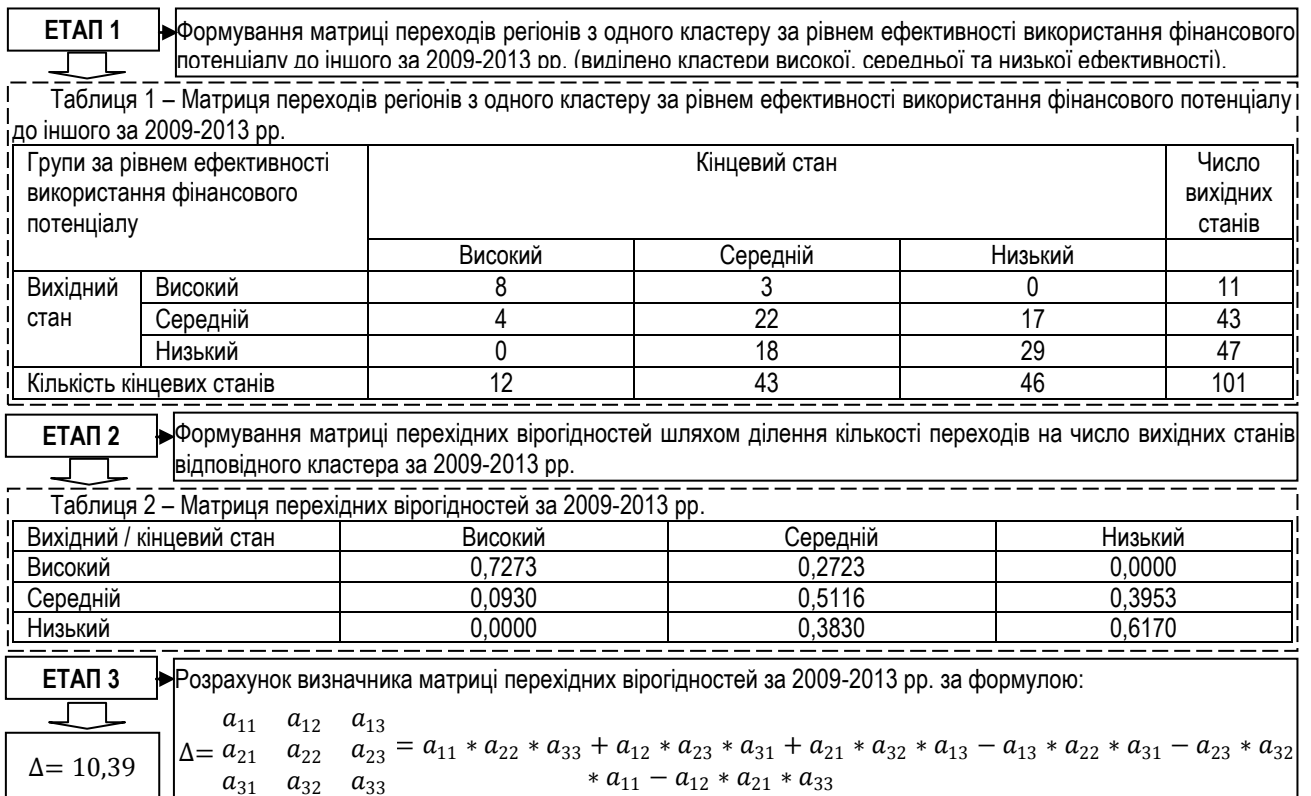 ЕТАП 1
Формування матриці переходів регіонів з одного кластеру за рівнем ефективності використання фінансового
потенціалу до іншого за 2009-2013 рр. (виділено кластери високої, середньої та низької ефективності).
Таблиця 1 – Матриця переходів регіонів з одного кластеру за рівнем ефективності використання фінансового потенціалу
до іншого за 2009-2013 рр.
Групи за рівнем ефективності використання фінансового потенціалу
Кінцевий стан
Число вихідних станів
Високий Середній Низький
Вихідний стан
Високий 8 3 0 11
Середній 4 22 17 43
Низький 0 18 29 47
Кількість кінцевих станів 12 43 46 101
ЕТАП 2
Формування матриці перехідних вірогідностей шляхом ділення кількості переходів на число вихідних станів
відповідного кластера за 2009-2013 рр.
Таблиця 2 – Матриця перехідних вірогідностей за 2009-2013 рр.
Вихідний / кінцевий стан Високий Середній Низький
Високий 0,7273 0,2723 0,0000
Середній 0,0930 0,5116 0,3953
Низький 0,0000 0,3830 0,6170
ЕТАП 3
Розрахунок визначника матриці перехідних вірогідностей за 2009-2013 рр. за формулою:
Δ= 10,39
a₁₁ a₁₂ a₁₃
Δ= a₂₁ a₂₂ a₂₃ = a₁₁ * a₂₂ * a₃₃ + a₁₂ * a₂₃ * a₃₁ + a₂₁ * a₃₂ * a₁₃ − a₁₃ * a₂₂ * a₃₁ − a₂₃ * a₃₂
a₃₁ a₃₂ a₃₃ * a₁₁ − a₁₂ * a₂₁ * a₃₃